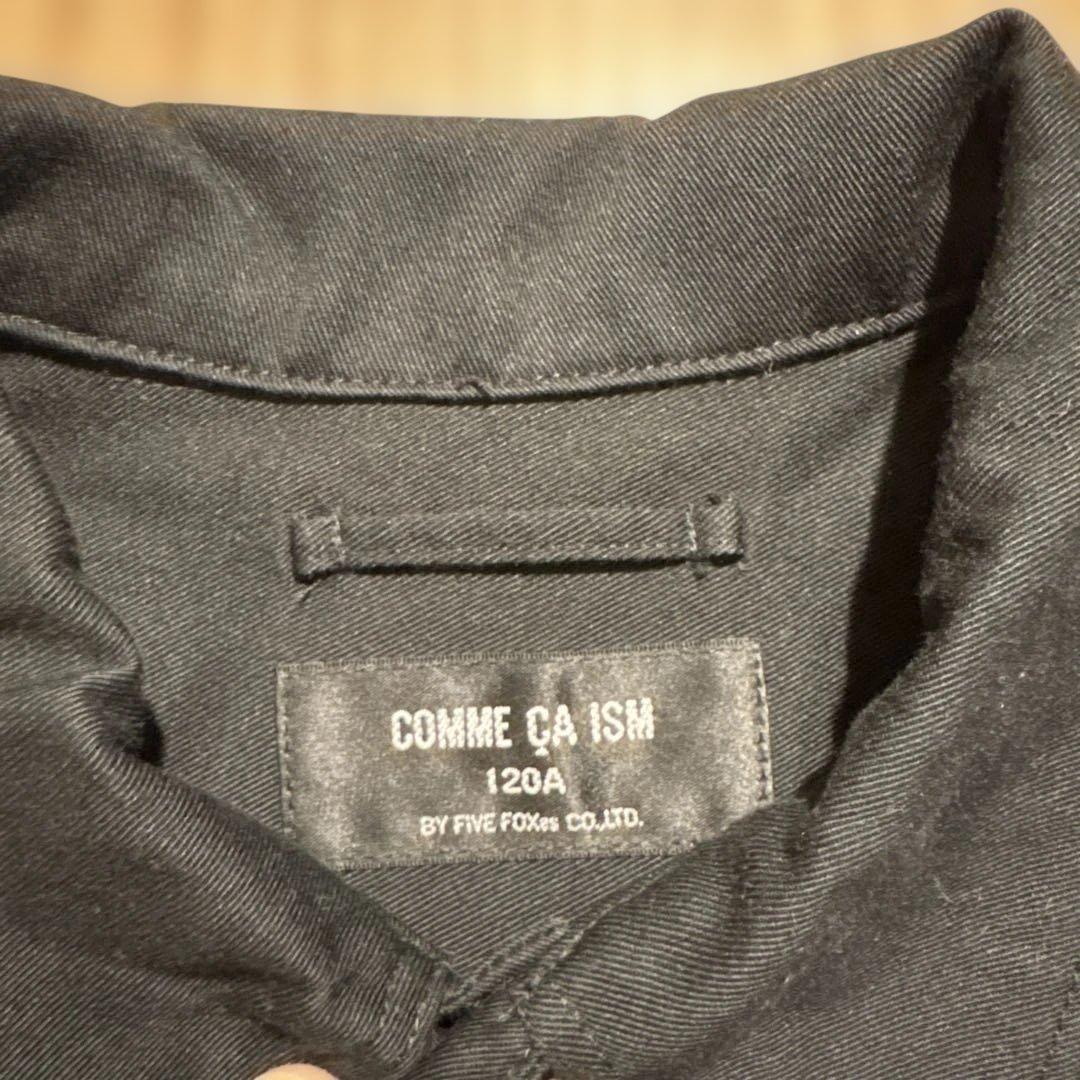 COMME ÇA ISM
120A
BY FIVE FOXes CO.,LTD.